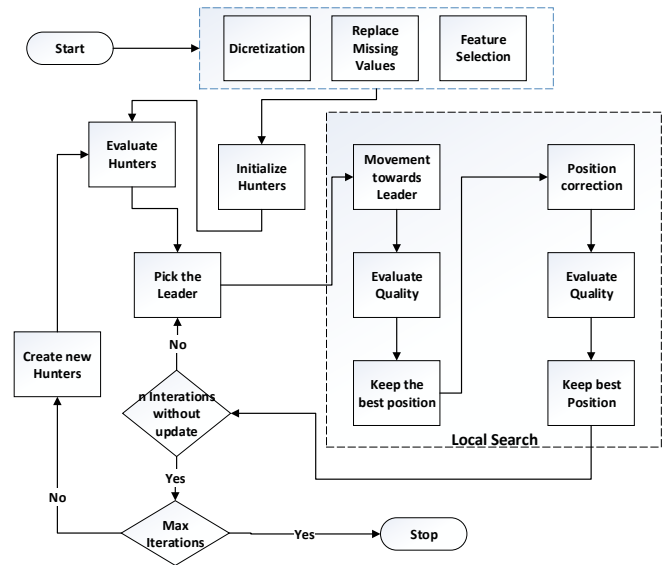 Start
Dicretization
Replace
Missing
Values
Feature
Selection
Evaluate
Hunters
Initialize
Hunters
Movement
towards
Leader
Position
correction
Pick the
Leader
Evaluate
Quality
Evaluate
Quality
No
Create new
Hunters
Keep the
best position
Keep best
Position
n Interations
without
update
Local Search
Yes
No
Max
Iterations
Yes
Stop